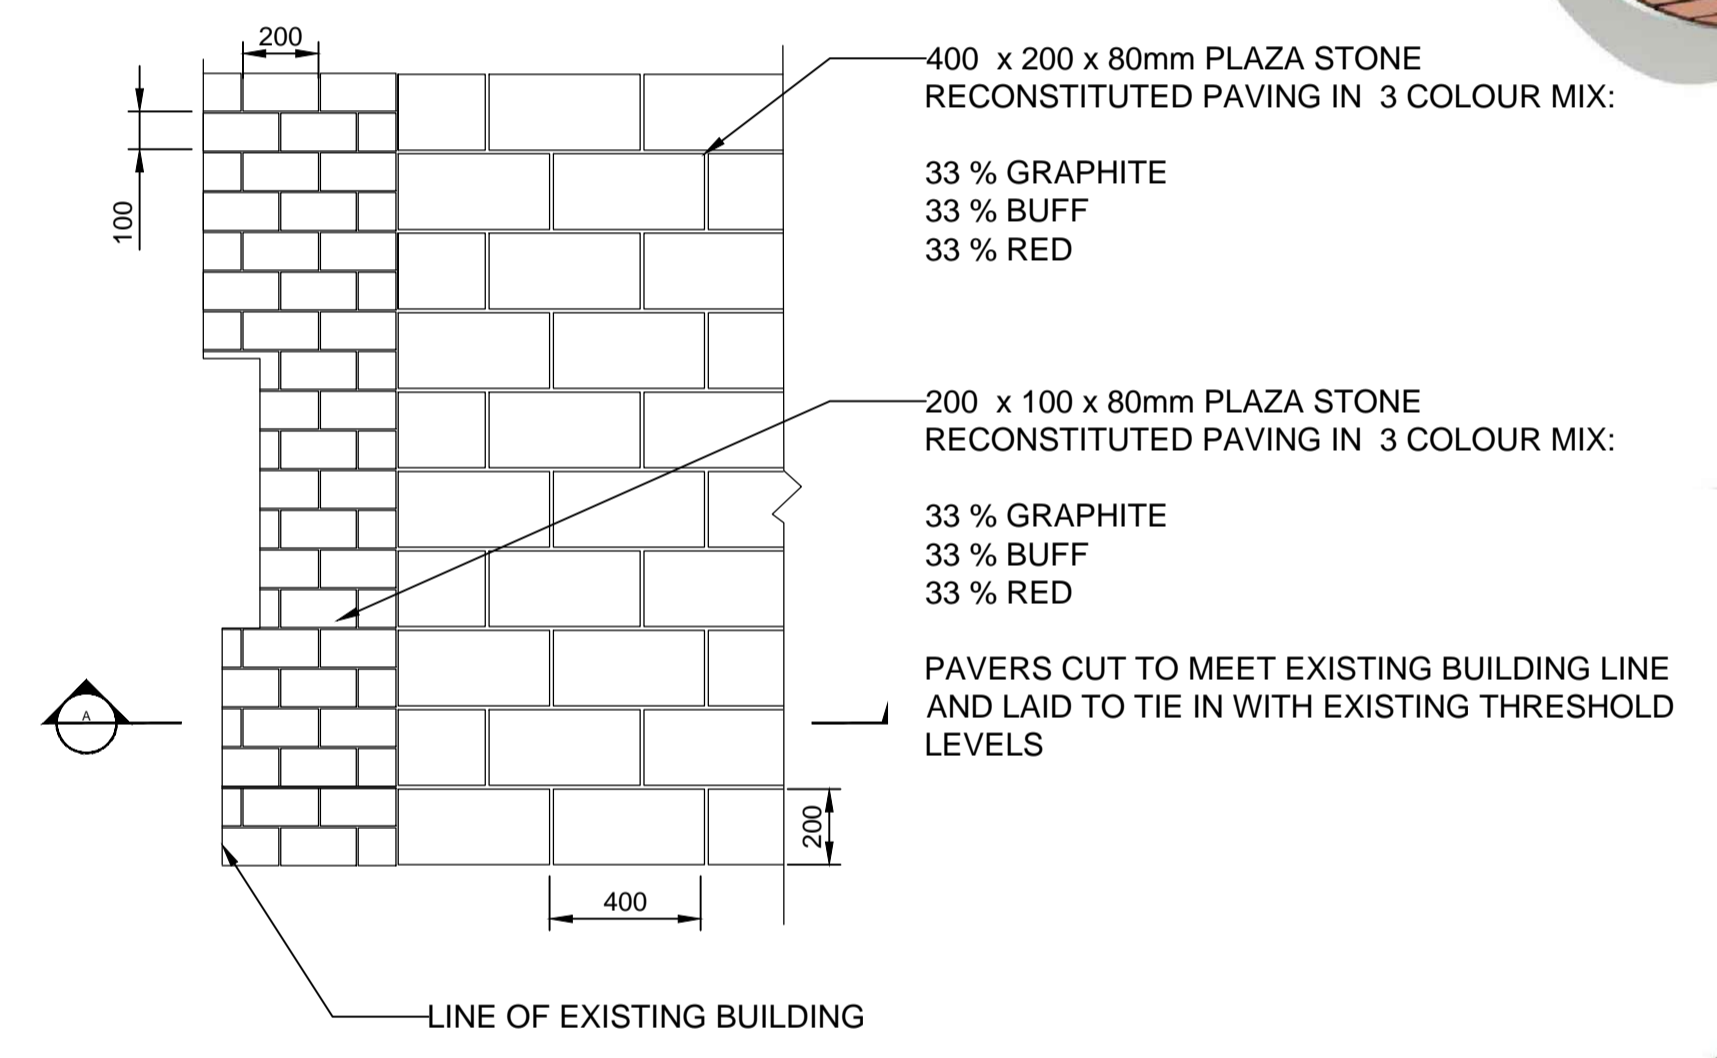 200
100
400 x 200 x 80mm PLAZA STONE
RECONSTITUTED PAVING IN 3 COLOUR MIX:
33 % GRAPHITE
33 % BUFF
33 % RED
200 x 100 x 80mm PLAZA STONE
RECONSTITUTED PAVING IN 3 COLOUR MIX:
33 % GRAPHITE
33 % BUFF
33 % RED
PAVERS CUT TO MEET EXISTING BUILDING LINE
AND LAID TO TIE IN WITH EXISTING THRESHOLD
LEVELS
A
200
400
LINE OF EXISTING BUILDING